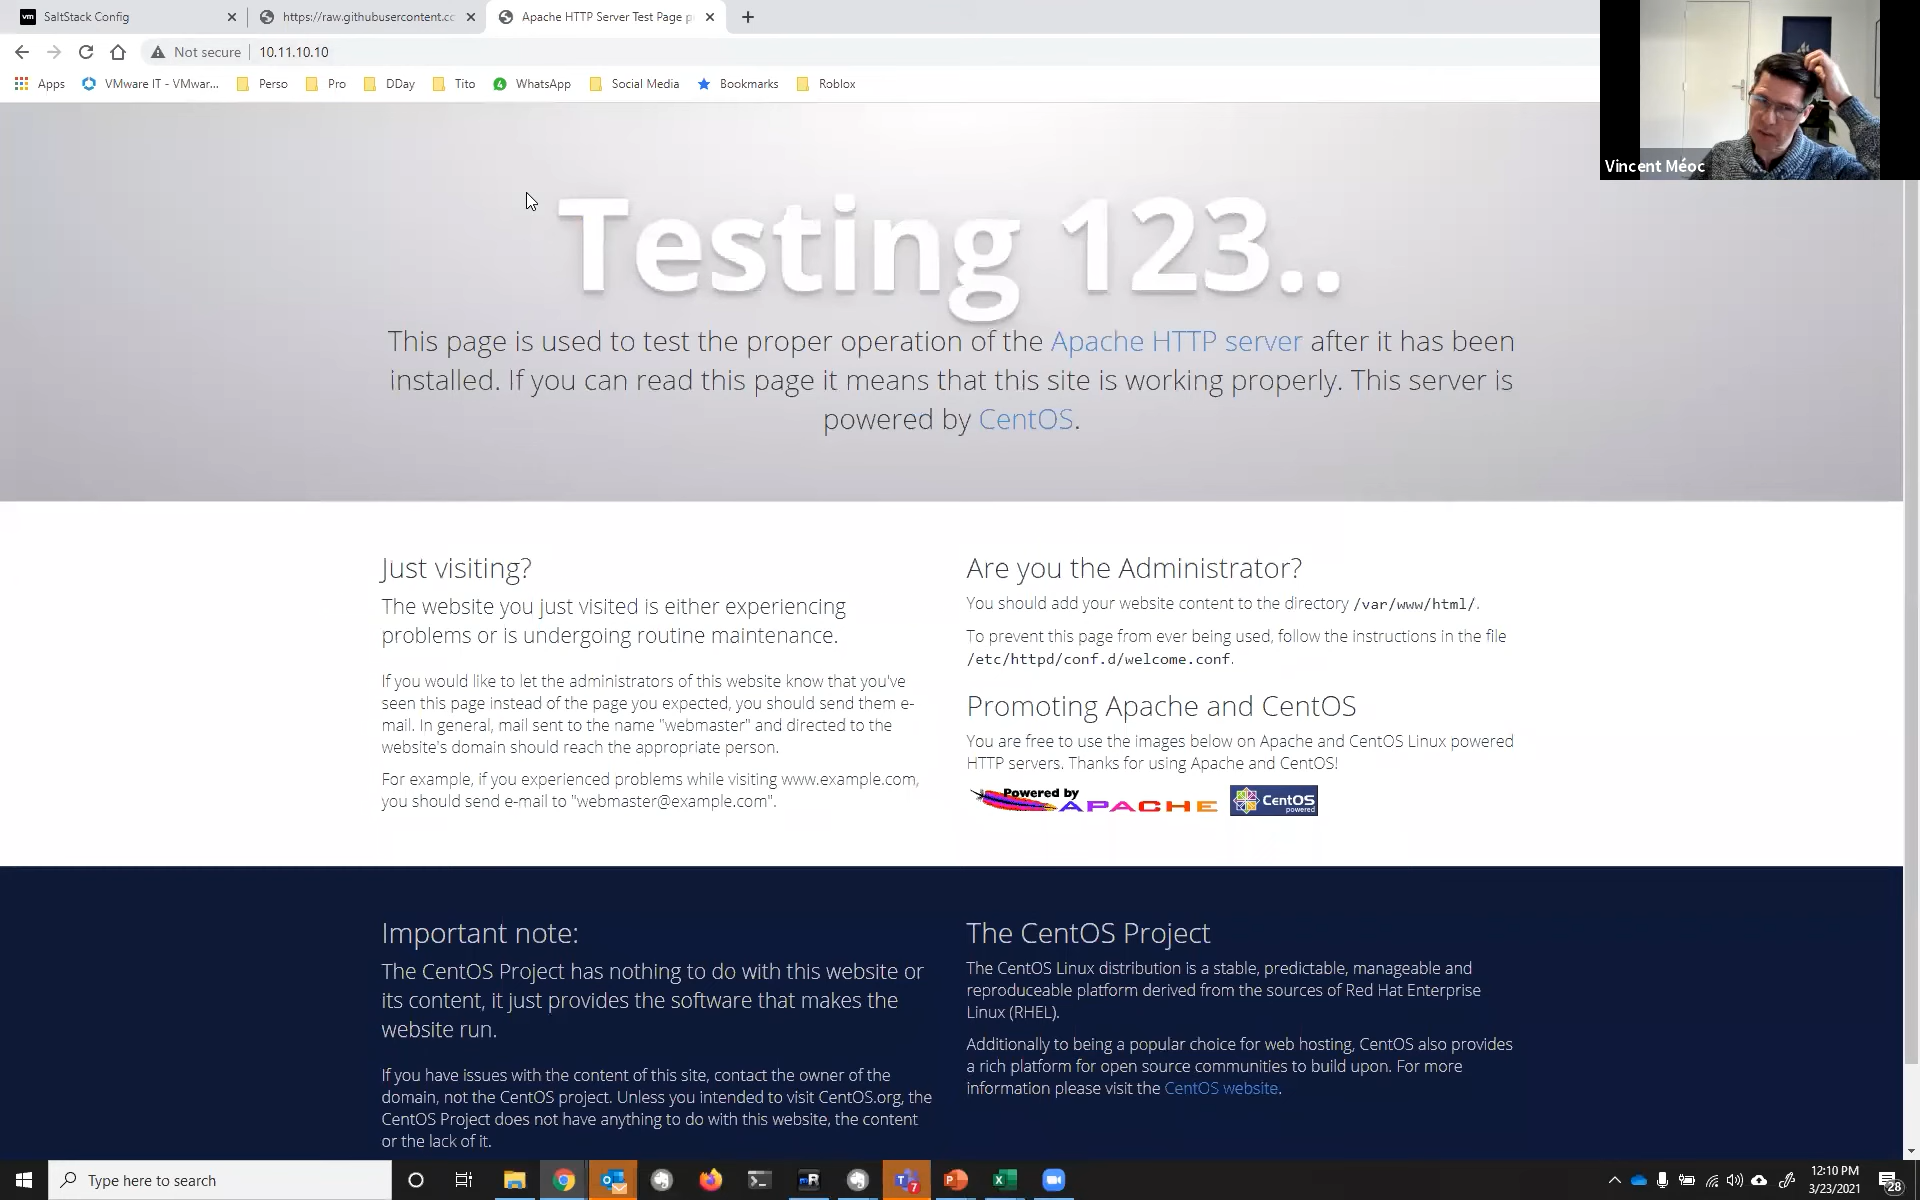 SaltStack Config
https://raw.githubusercontent.cc
Apache HTTP Server Test Page p
Not secure
10.11.10.10
Apps
VMware IT - VMwar...
Perso
Pro
DDay
Tito
WhatsApp
Social Media
Bookmarks
Roblox
Vincent Méoc
Testing 123..
This page is used to test the proper operation of the Apache HTTP server after it has been
installed. If you can read this page it means that this site is working properly. This server is
powered by CentOS.
Just visiting?
The website you just visited is either experiencing
problems or is undergoing routine maintenance.
If you would like to let the administrators of this website know that you've
seen this page instead of the page you expected, you should send them e-
mail. In general, mail sent to the name "webmaster" and directed to the
website's domain should reach the appropriate person.
For example, if you experienced problems while visiting www.example.com,
you should send e-mail to "webmaster@example.com".
Are you the Administrator?
You should add your website content to the directory /var/www/html/.
To prevent this page from ever being used, follow the instructions in the file
/etc/httpd/conf.d/welcome.conf.
Promoting Apache and CentOS
You are free to use the images below on Apache and CentOS Linux powered
HTTP servers. Thanks for using Apache and CentOS!
Powered by
APACHE
CentOS
powered
Important note:
The CentOS Project has nothing to do with this website or
its content, it just provides the software that makes the
website run.
If you have issues with the content of this site, contact the owner of the
domain, not the CentOS project. Unless you intended to visit CentOS.org, the
CentOS Project does not have anything to do with this website, the content
or the lack of it.
The CentOS Project
The CentOS Linux distribution is a stable, predictable, manageable and
reproduceable platform derived from the sources of Red Hat Enterprise
Linux (RHEL).
Additionally to being a popular choice for web hosting, CentOS also provides
a rich platform for open source communities to build upon. For more
information please visit the CentOS website.
Type here to search
12:10 PM
3/23/2021
28